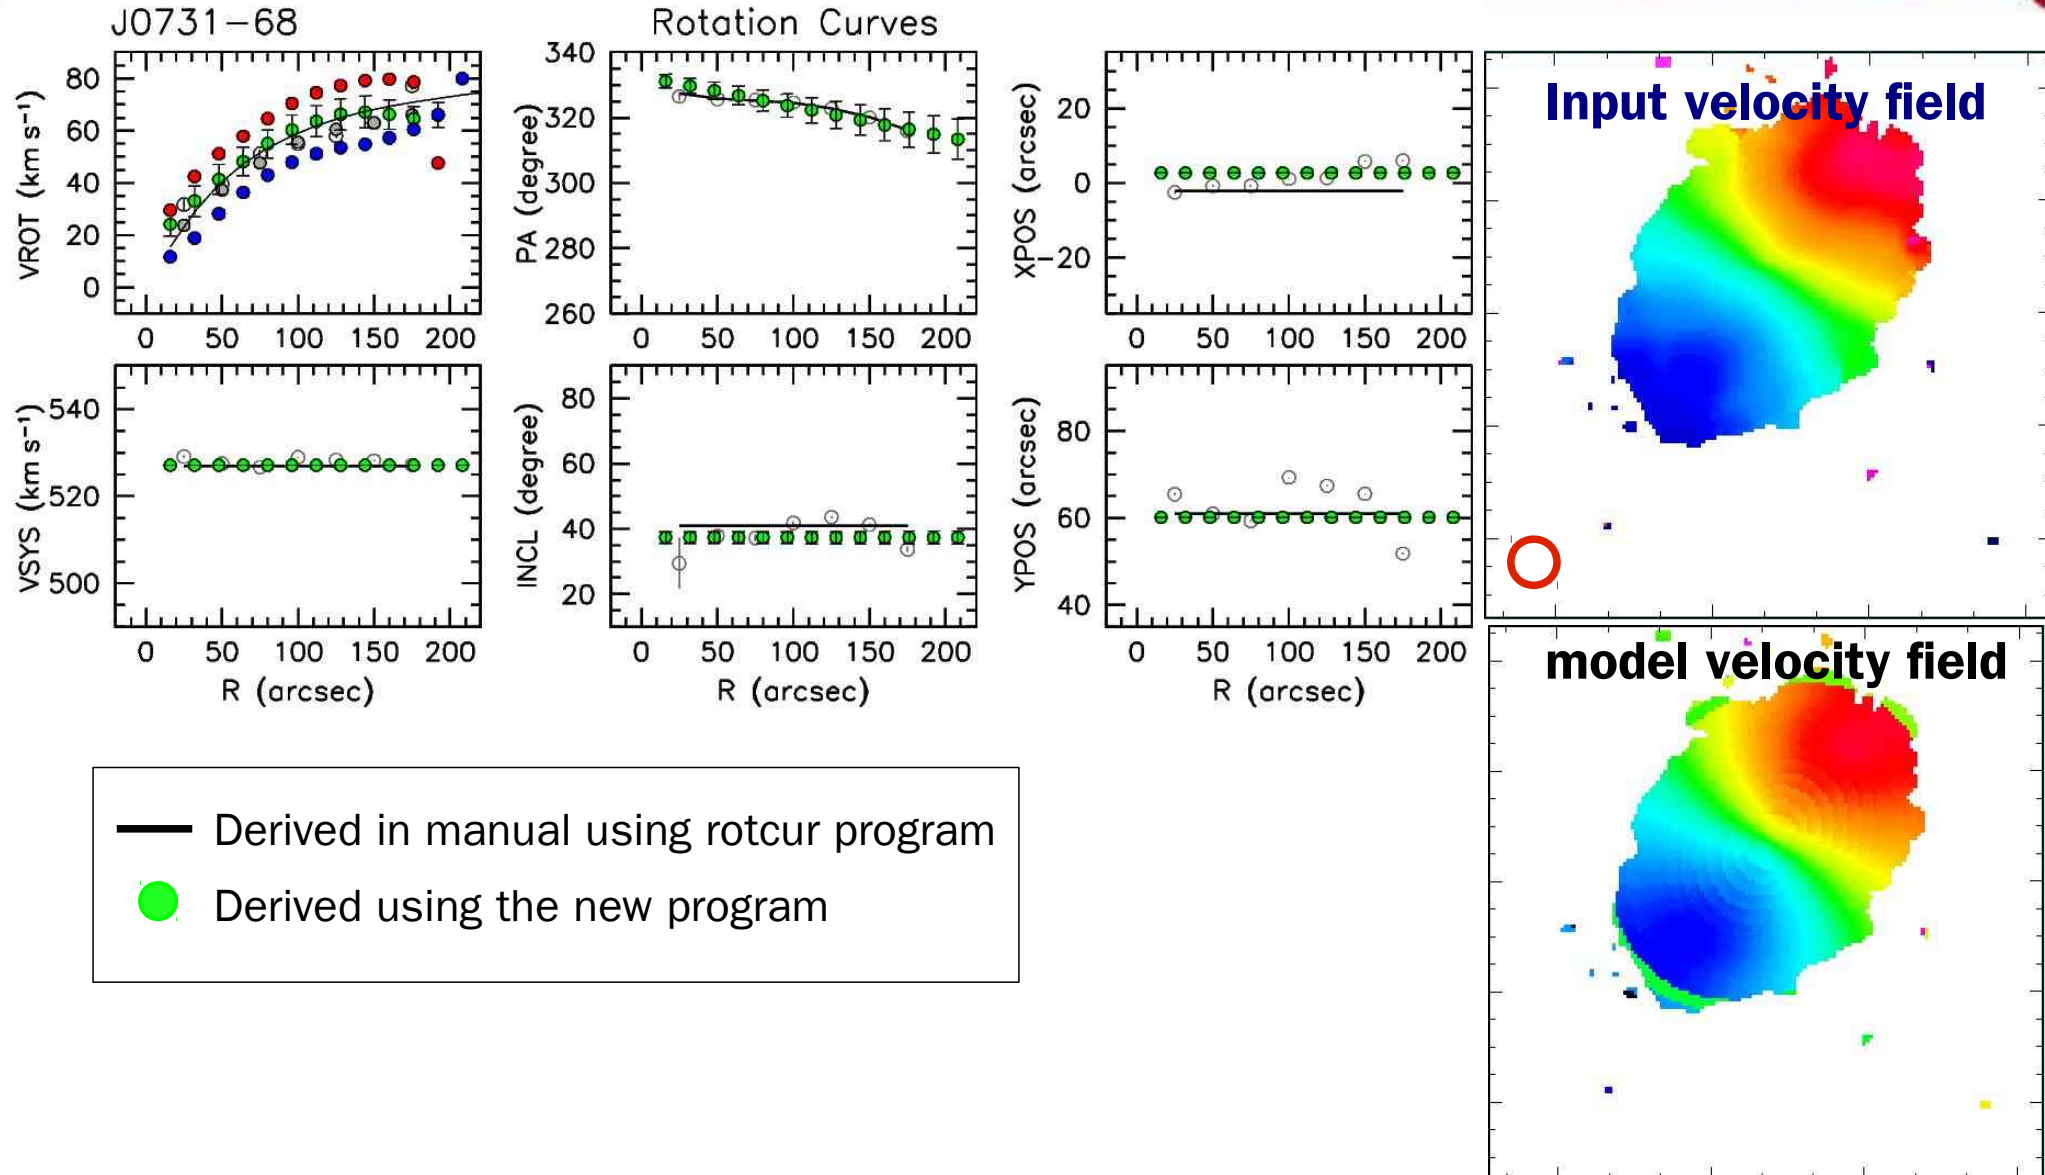 J0731-68
Rotation Curves
VROT (km s⁻¹)
80
60
40
20
0
0 50 100 150 200
PA (degree)
340
320
300
280
260
0 50 100 150 200
XPOS (arcsec)
20
0
-20
0 50 100 150 200
Input velocity field
VSYS (km s⁻¹)
540
520
500
0 50 100 150 200
R (arcsec)
INCL (degree)
80
60
40
20
0 50 100 150 200
R (arcsec)
YPOS (arcsec)
80
60
40
0 50 100 150 200
R (arcsec)
model velocity field
Derived in manual using rotcur program
Derived using the new program